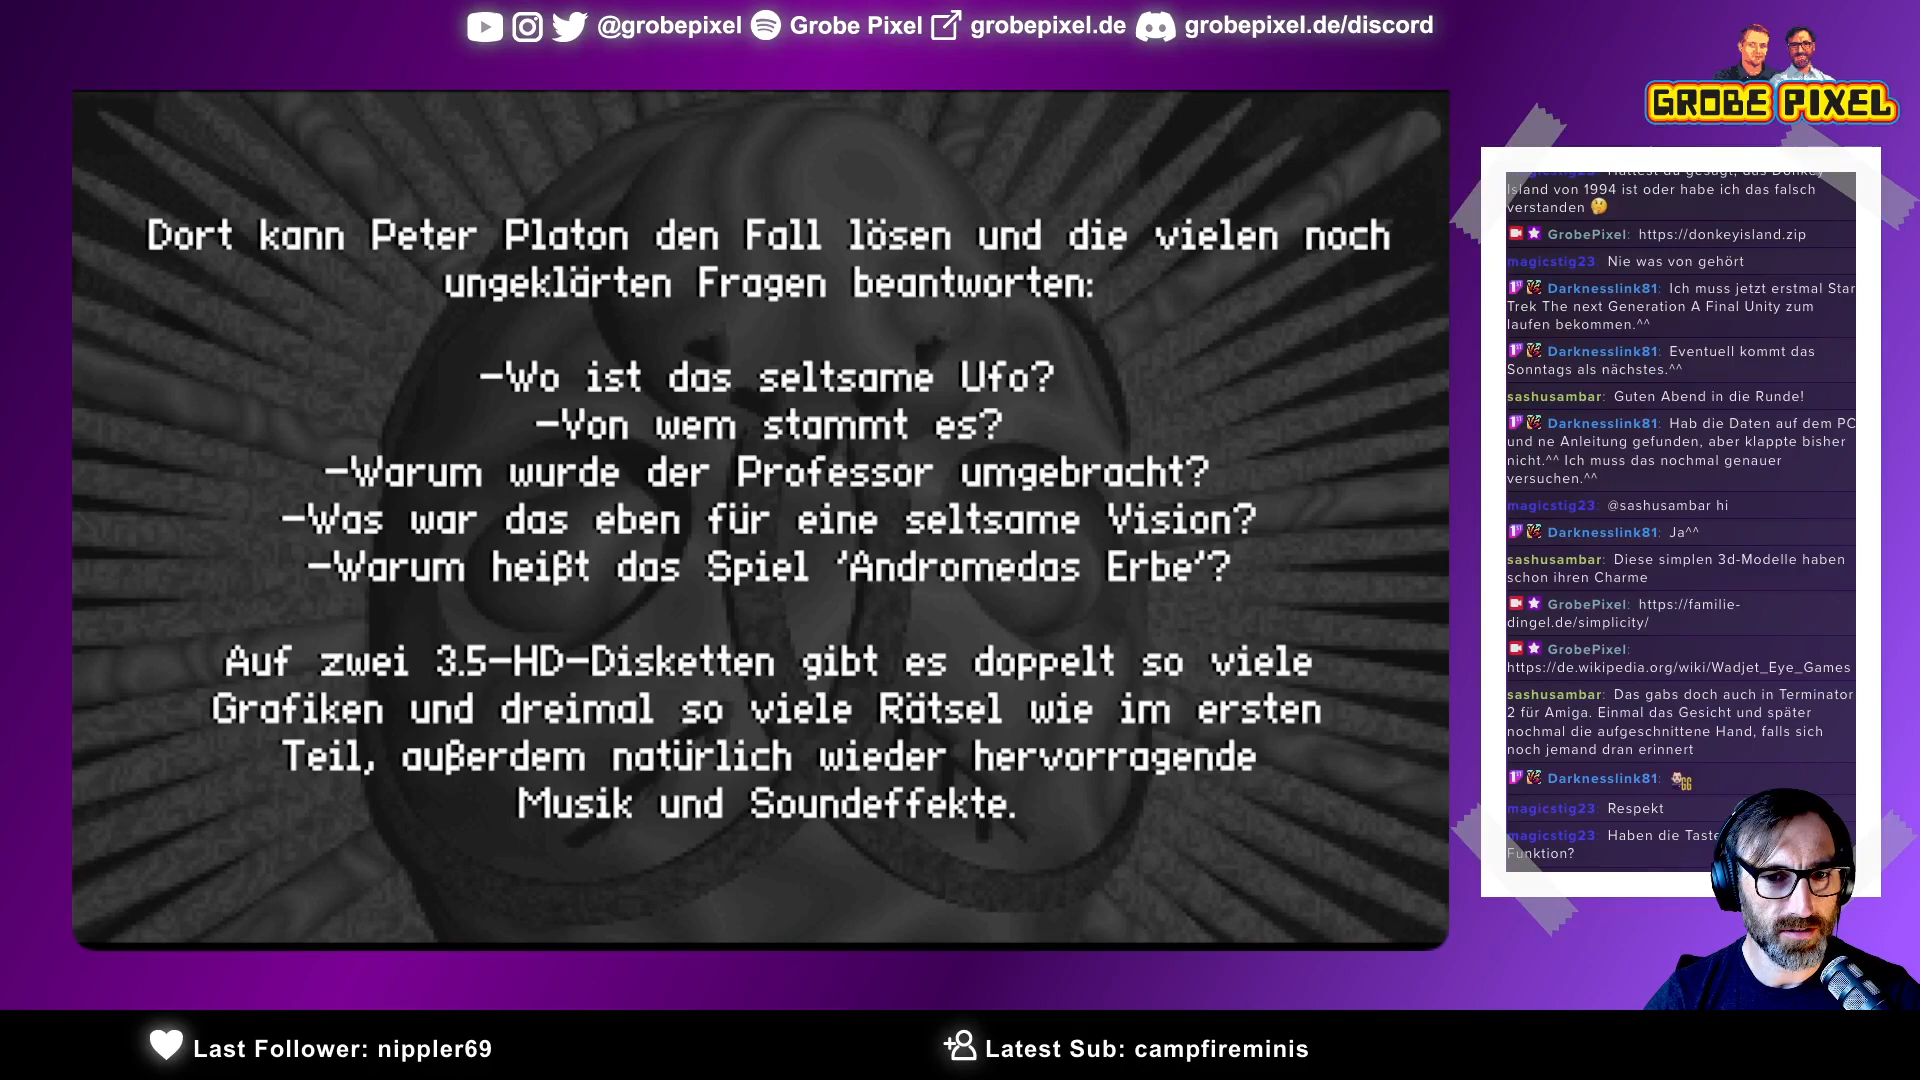 @grobepixel Grobe Pixel grobepixel.de grobepixel.de/discord
GROBE PIXEL
Dort kann Peter Platon den Fall lösen und die vielen noch
ungeklärten Fragen beantworten:
-Wo ist das seltsame Ufo?
-Von wem stammt es?
-Warum wurde der Professor umgebracht?
-Was war das eben für eine seltsame Vision?
-Warum heißt das Spiel 'Andromedas Erbe'?
Auf zwei 3.5-HD-Disketten gibt es doppelt so viele
Grafiken und dreimal so viele Rätsel wie im ersten
Teil, außerdem natürlich wieder hervorragende
Musik und Soundeffekte.
magicstig23: Hattest du gesagt, das Donkey
Island von 1994 ist oder habe ich das falsch
verstanden 🤔
GrobePixel: https://donkeyisland.zip
magicstig23: Nie was von gehört
Darknesslink81: Ich muss jetzt erstmal Star
Trek The next Generation A Final Unity zum
laufen bekommen.^^
Darknesslink81: Eventuell kommt das
Sonntags als nächstes.^^
sashusambar: Guten Abend in die Runde!
Darknesslink81: Hab die Daten auf dem PC
und ne Anleitung gefunden, aber klappte bisher
nicht.^^ Ich muss das nochmal genauer
versuchen.^^
magicstig23: @sashusambar hi
Darknesslink81: Ja^^
sashusambar: Diese simplen 3d-Modelle haben
schon ihren Charme
GrobePixel: https://familie-
dingel.de/simplicity/
GrobePixel:
https://de.wikipedia.org/wiki/Wadjet_Eye_Games
sashusambar: Das gabs doch auch in Terminator
2 für Amiga. Einmal das Gesicht und später
nochmal die aufgeschnittene Hand, falls sich
noch jemand dran erinnert
Darknesslink81: GG
magicstig23: Respekt
magicstig23: Haben die
Funktion?
Last Follower: nippler69
Latest Sub: campfireminis